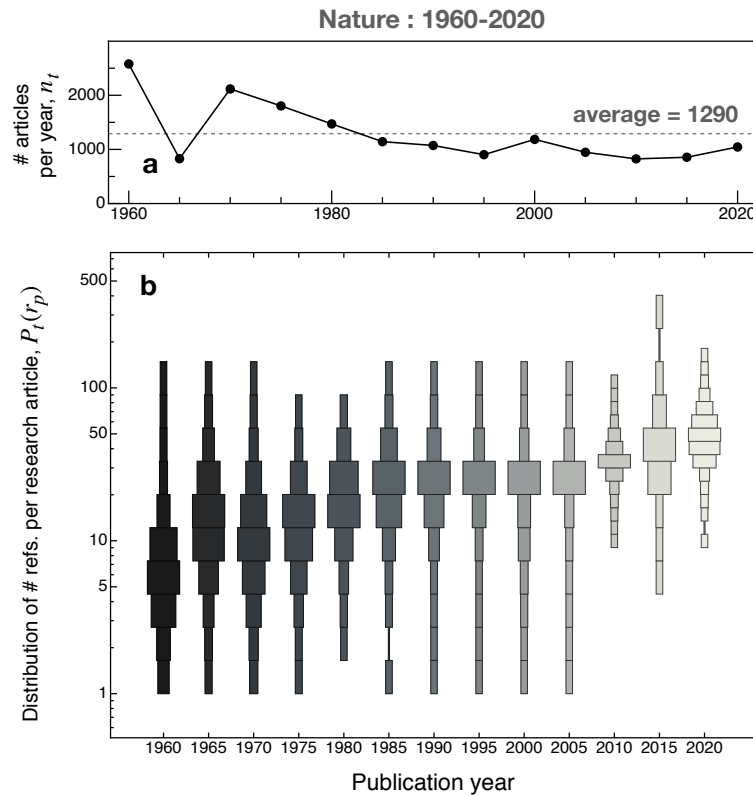 Nature : 1960-2020
# articles
per year, n_t
2000
1000
0
average = 1290
a
1960
1980
2000
2020
Distribution of # refs. per research article, P_t(r_p)
b
500
100
50
10
5
1
1960 1965 1970 1975 1980 1985 1990 1995 2000 2005 2010 2015 2020
Publication year